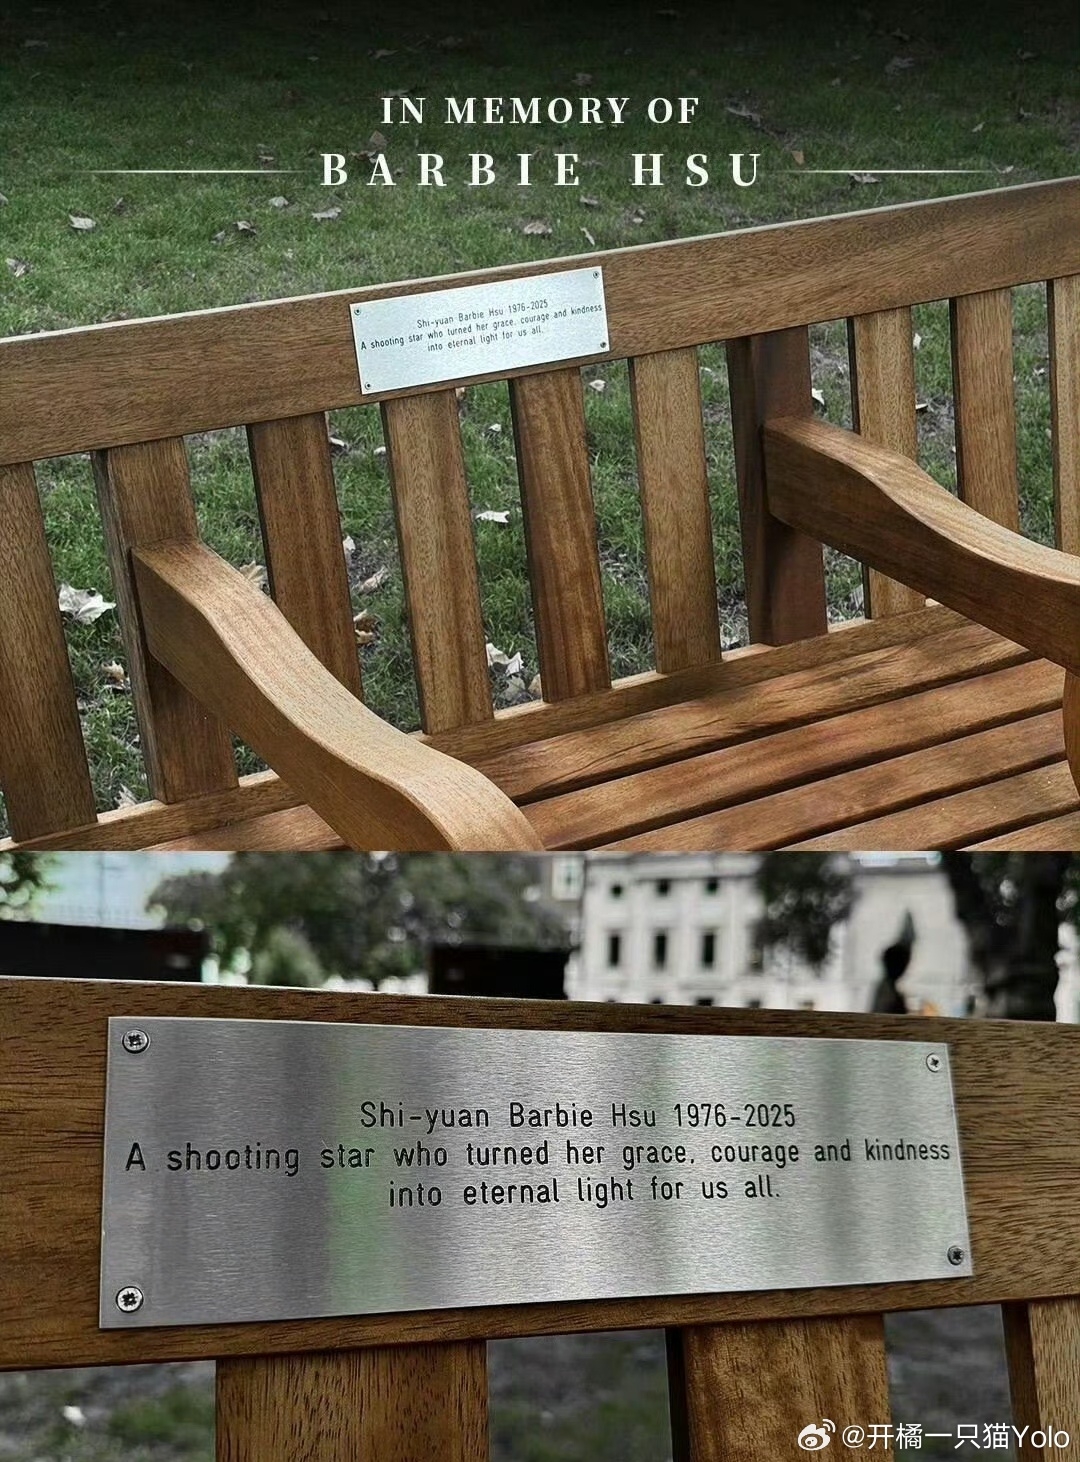 IN MEMORY OF
BARBIE HSU
Shi-yuan Barbie Hsu 1976-2025
A shooting star who turned her grace, courage and kindness
into eternal light for us all.
Shi-yuan Barbie Hsu 1976-2025
A shooting star who turned her grace, courage and kindness
into eternal light for us all.
@开橘一只猫Yolo